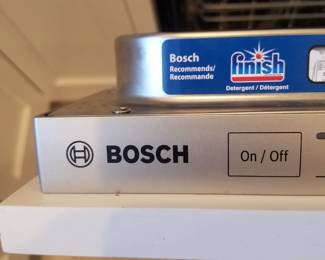 Bosch
Recommends/
Recommande
finish
Detergent / Détergent
BOSCH
On / Off